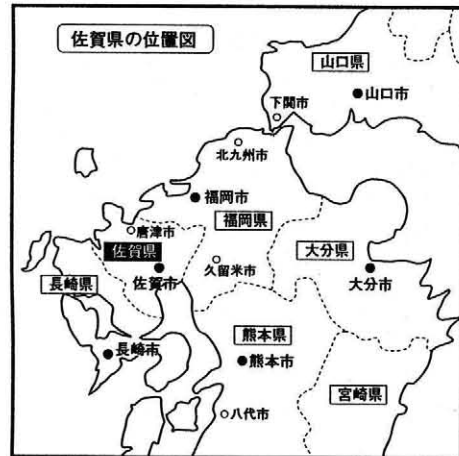 佐賀県の位置図
山口県
山口市
下関市
北九州市
福岡市
福岡県
唐津市
佐賀県
大分県
久留米市
佐賀市
大分市
長崎県
熊本県
長崎市
熊本市
宮崎県
八代市